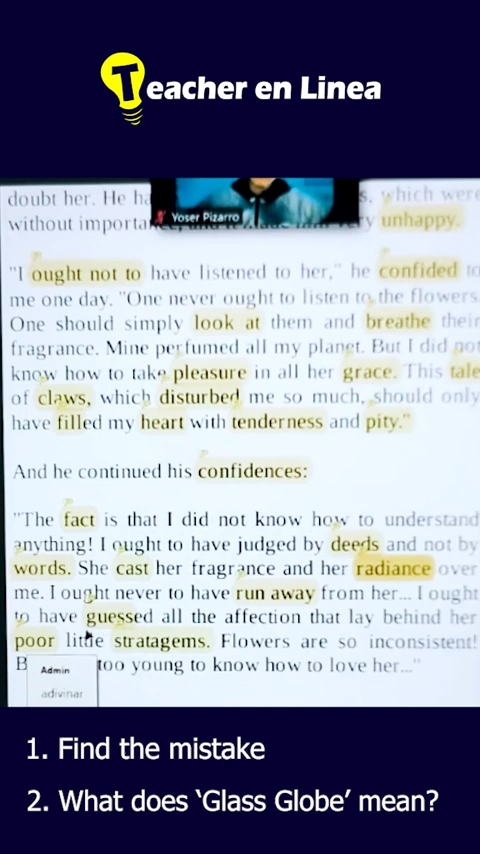 Teacher en Linea
doubt her. He ha s, which were
without importa very unhappy.
Yoser Pizarro
"I ought not to have listened to her," he confided to
me one day. "One never ought to listen to the flowers.
One should simply look at them and breathe their
fragrance. Mine perfumed all my planet. But I did not
know how to take pleasure in all her grace. This tale
of claws, which disturbed me so much, should only
have filled my heart with tenderness and pity."
And he continued his confidences:
"The fact is that I did not know how to understand
anything! I ought to have judged by deeds and not by
words. She cast her fragrance and her radiance over
me. I ought never to have run away from her... I ought
to have guessed all the affection that lay behind her
poor little stratagems. Flowers are so inconsistent!
B too young to know how to love her..."
Admin
adivinar
1. Find the mistake
2. What does ‘Glass Globe’ mean?